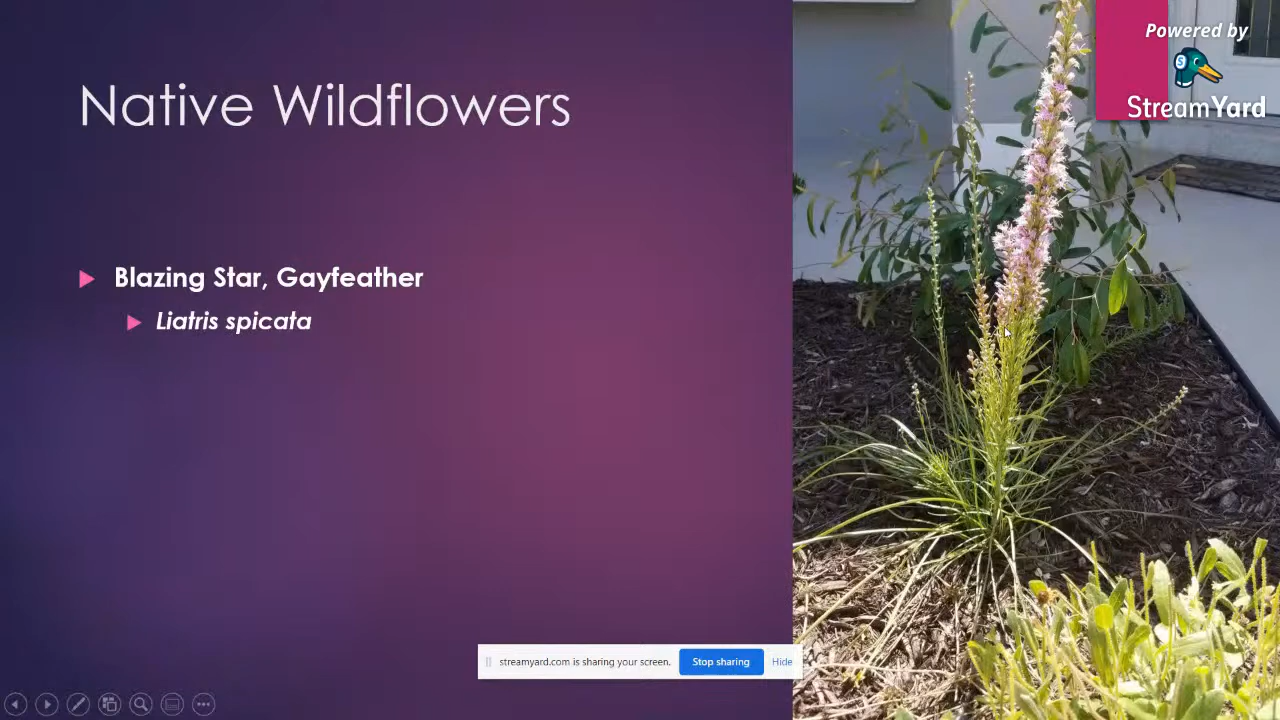 Native Wildflowers
Blazing Star, Gayfeather
Liatris spicata
Powered by
StreamYard
streamyard.com is sharing your screen.
Stop sharing
Hide